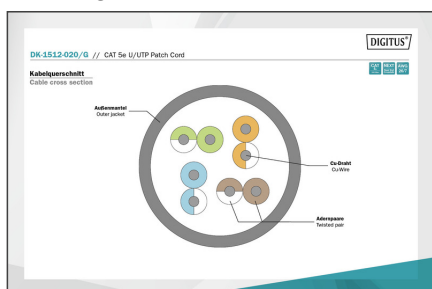 DIGITUS®
DK-1512-020/G // CAT 5e U/UTP Patch Cord
Kabelquerschnitt
Cable cross section
Außenmantel
Outer jacket
Cu-Draht
Cu-Wire
Adernpaare
Twisted pair